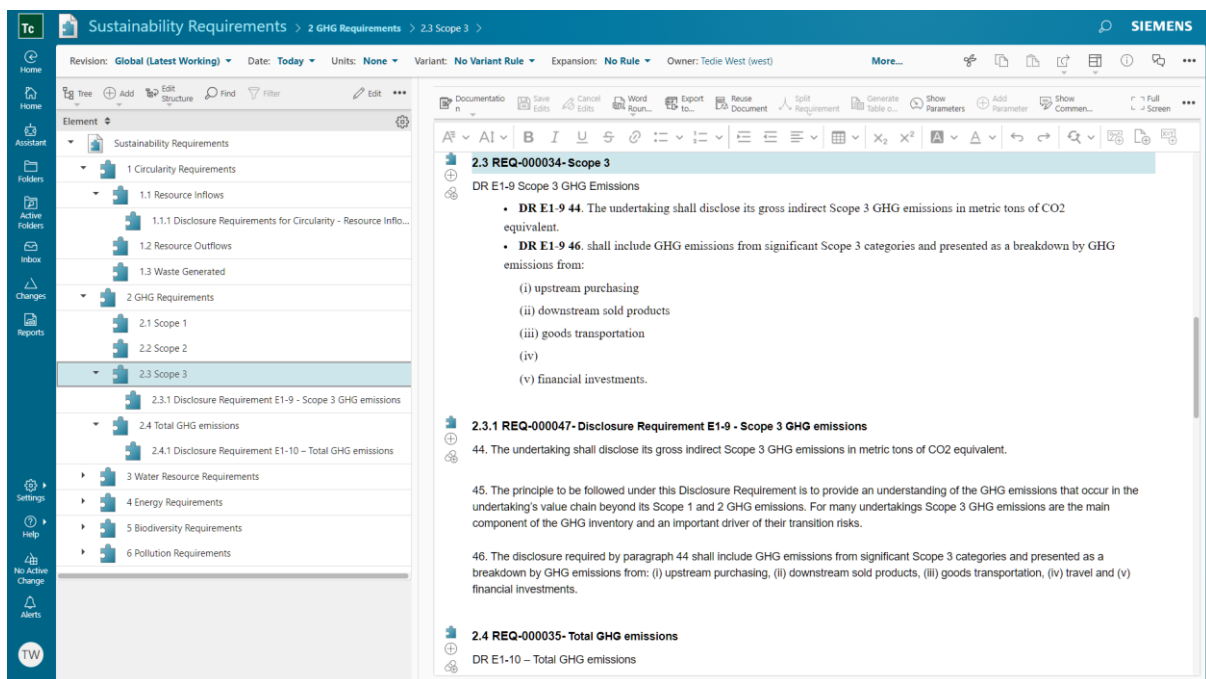 Tc
Sustainability Requirements > 2 GHG Requirements > 2.3 Scope 3 >
SIEMENS
Home
Home
Assistant
Folders
Active
Folders
Inbox
Changes
Reports
Settings
Help
No Active
Change
Alerts
TW
Revision: Global (Latest Working) Date: Today Units: None Variant: No Variant Rule Expansion: No Rule Owner: Tedie West (west) More...
Tree Add Edit Structure Find Filter Edit
Element
Sustainability Requirements
1 Circularity Requirements
1.1 Resource Inflows
1.1.1 Disclosure Requirements for Circularity - Resource Inflo...
1.2 Resource Outflows
1.3 Waste Generated
2 GHG Requirements
2.1 Scope 1
2.2 Scope 2
2.3 Scope 3
2.3.1 Disclosure Requirement E1-9 - Scope 3 GHG emissions
2.4 Total GHG emissions
2.4.1 Disclosure Requirement E1-10 – Total GHG emissions
3 Water Resource Requirements
4 Energy Requirements
5 Biodiversity Requirements
6 Pollution Requirements
Documentatio
n
Save
Edits
Cancel
Edits
Word
Roun...
Export
to...
Reuse
Document
Split
Requirement
Generate
Table o...
Show
Parameters
Add
Parameter
Show
Commen...
Full
Screen
2.3 REQ-000034- Scope 3
DR E1-9 Scope 3 GHG Emissions
• DR E1-9 44. The undertaking shall disclose its gross indirect Scope 3 GHG emissions in metric tons of CO2
equivalent.
• DR E1-9 46. shall include GHG emissions from significant Scope 3 categories and presented as a breakdown by GHG
emissions from:
(i) upstream purchasing
(ii) downstream sold products
(iii) goods transportation
(iv)
(v) financial investments.
2.3.1 REQ-000047- Disclosure Requirement E1-9 - Scope 3 GHG emissions
44. The undertaking shall disclose its gross indirect Scope 3 GHG emissions in metric tons of CO2 equivalent.
45. The principle to be followed under this Disclosure Requirement is to provide an understanding of the GHG emissions that occur in the
undertaking's value chain beyond its Scope 1 and 2 GHG emissions. For many undertakings Scope 3 GHG emissions are the main
component of the GHG inventory and an important driver of their transition risks.
46. The disclosure required by paragraph 44 shall include GHG emissions from significant Scope 3 categories and presented as a
breakdown by GHG emissions from: (i) upstream purchasing, (ii) downstream sold products, (iii) goods transportation, (iv) travel and (v)
financial investments.
2.4 REQ-000035- Total GHG emissions
DR E1-10 – Total GHG emissions